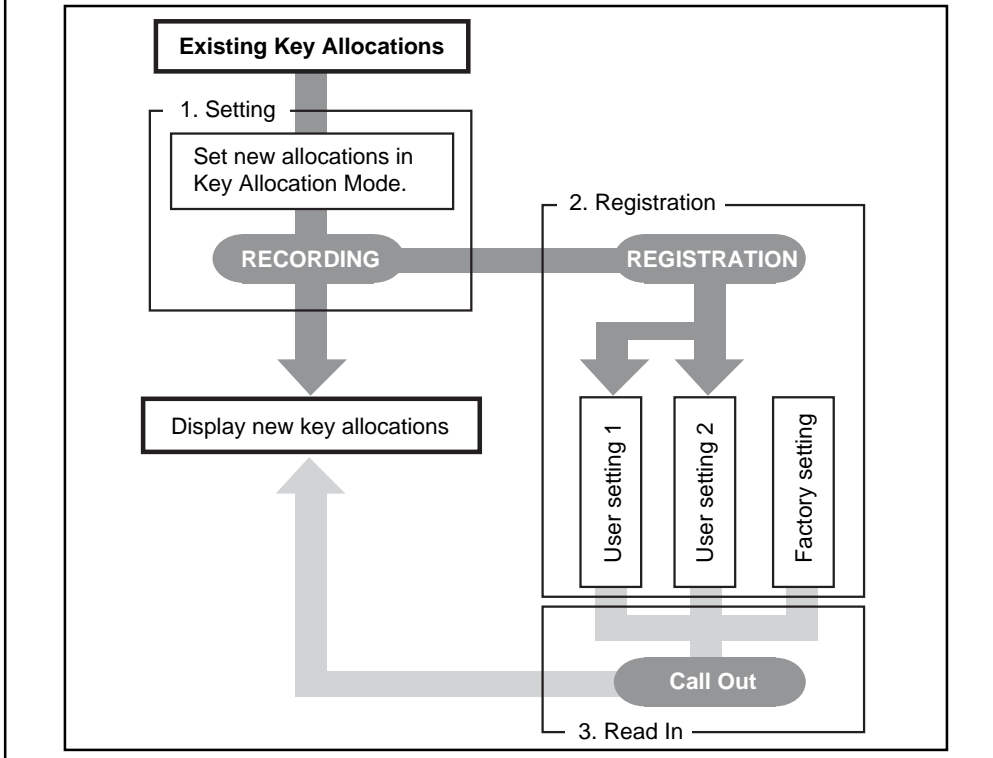 Existing Key Allocations
1. Setting
Set new allocations in
Key Allocation Mode.
2. Registration
RECORDING
REGISTRATION
Display new key allocations
User setting 1
User setting 2
Factory setting
Call Out
3. Read In